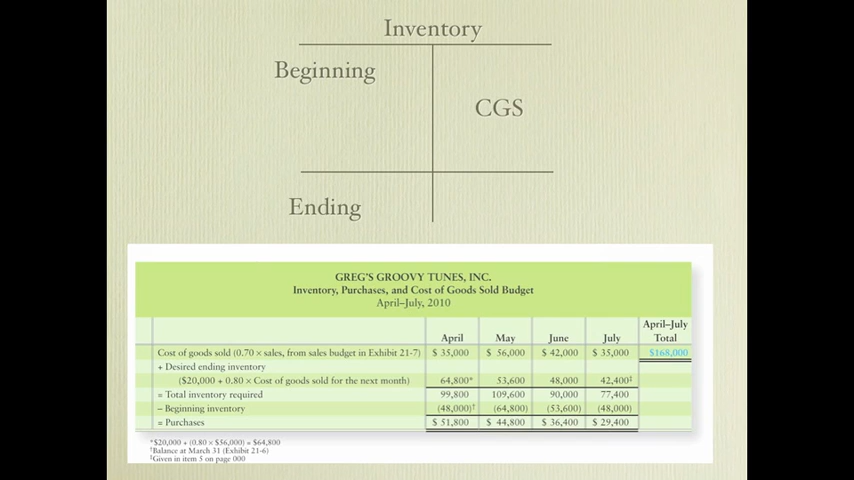 Inventory
Beginning
CGS
Ending
GREG'S GROOVY TUNES, INC.
Inventory, Purchases, and Cost of Goods Sold Budget
April–July, 2010
April–July
April May June July Total
Cost of goods sold (0.70 × sales, from sales budget in Exhibit 21-7) $ 35,000 $ 56,000 $ 42,000 $ 35,000 $168,000
+ Desired ending inventory
($20,000 + 0.80 × Cost of goods sold for the next month) 64,800* 53,600 48,000 42,400‡
= Total inventory required 99,800 109,600 90,000 77,400
– Beginning inventory (48,000)† (64,800) (53,600) (48,000)
= Purchases $ 51,800 $ 44,800 $ 36,400 $ 29,400
*$20,000 + (0.80 × $56,000) = $64,800
†Balance at March 31 (Exhibit 21-6)
‡Given in item 5 on page 000